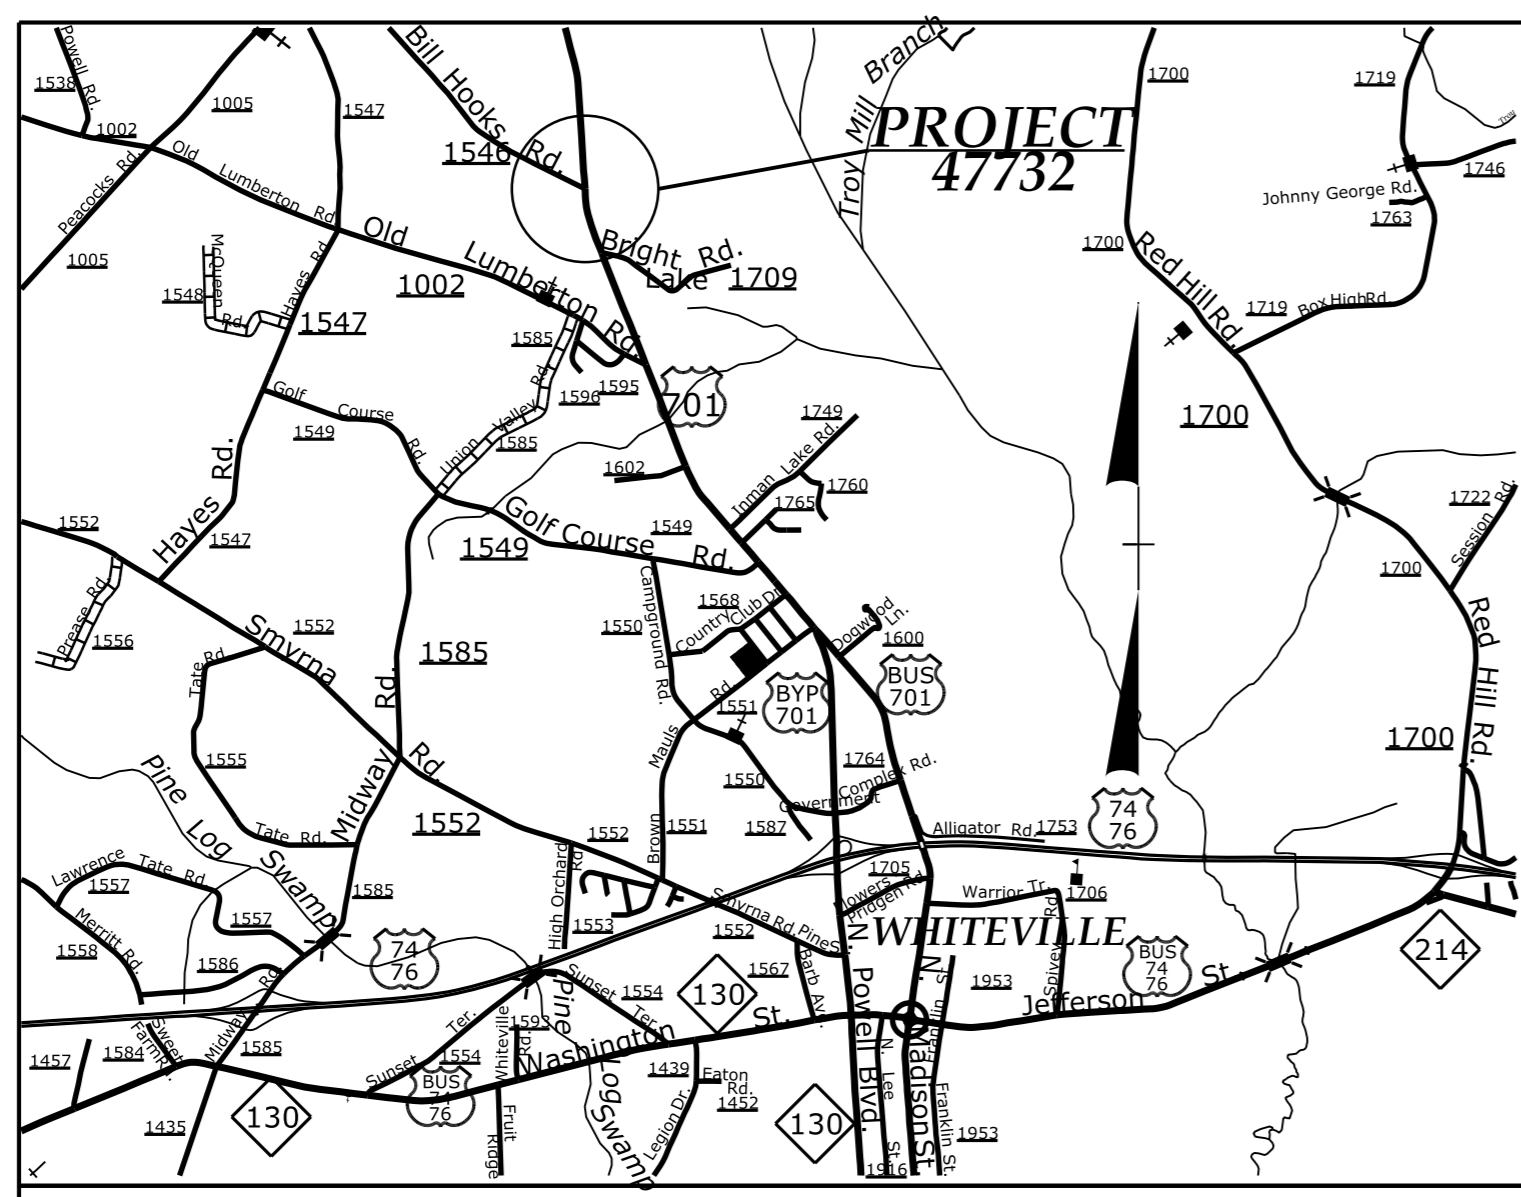 Powell Rd.
1538
1002
1005
1547
Bill Hooks Rd.
1546
Troy Mill Branch
PROJECT
47732
1700
1719
Troy
1746
Johnny George Rd.
1763
Peacocks Rd.
1005
Old Lumberton Rd.
Old Lumberton Rd.
1002
McQueen Rd.
1548
Hayes Rd.
1547
Bright Lake Rd.
1709
1700
Red Hill Rd.
1719
Box High Rd.
1585
1596
1595
701
Golf Course Rd.
1549
Union Valley Rd.
1585
1602
1749
Inman Lake Rd.
1760
1765
1700
1722
Session Rd.
1700
1552
Hayes Rd.
1547
Golf Course Rd.
1549
1549
Prease Rd.
1556
1552
Smyrna Rd.
1585
Campground Rd.
1550
1568
Country Club Dr.
Dogwood Ln.
1600
Red Hill Rd.
1700
Tate Rd.
1555
Tate Rd.
Midway Rd.
Rd.
1551
BYP
701
BUS
701
Mauls
1550
1764
Government Complex Rd.
1587
Pine Log Swamp
1552
1552
1551
Brown
Alligator Rd.
1753
74
76
Lawrence Tate Rd.
1557
1557
1585
High Orchard Rd.
1553
1705
Flowers Pridgen Rd.
Warrior Tr.
1706
Spivey Rd.
WHITEVILLE
Smyrna Rd.
Pine S
1552
Merritt Rd.
1558
1586
74
76
Midway Rd.
1585
Sunset Ter.
1554
1567
Barb Av.
130
N. Powell Blvd.
N. Madison St.
1953
Franklin St.
Jefferson St.
BUS
74
76
214
1457
1584
Sweet Farm Rd.
Sunset Ter.
1554
Whiteville Rd.
1593
Pine Log Swamp
Washington St.
BUS
74
76
130
1435
Fruit Ridge
1439
Eaton Rd.
1452
Legion Dr.
130
N. Lee St.
1916
Franklin St.
1953